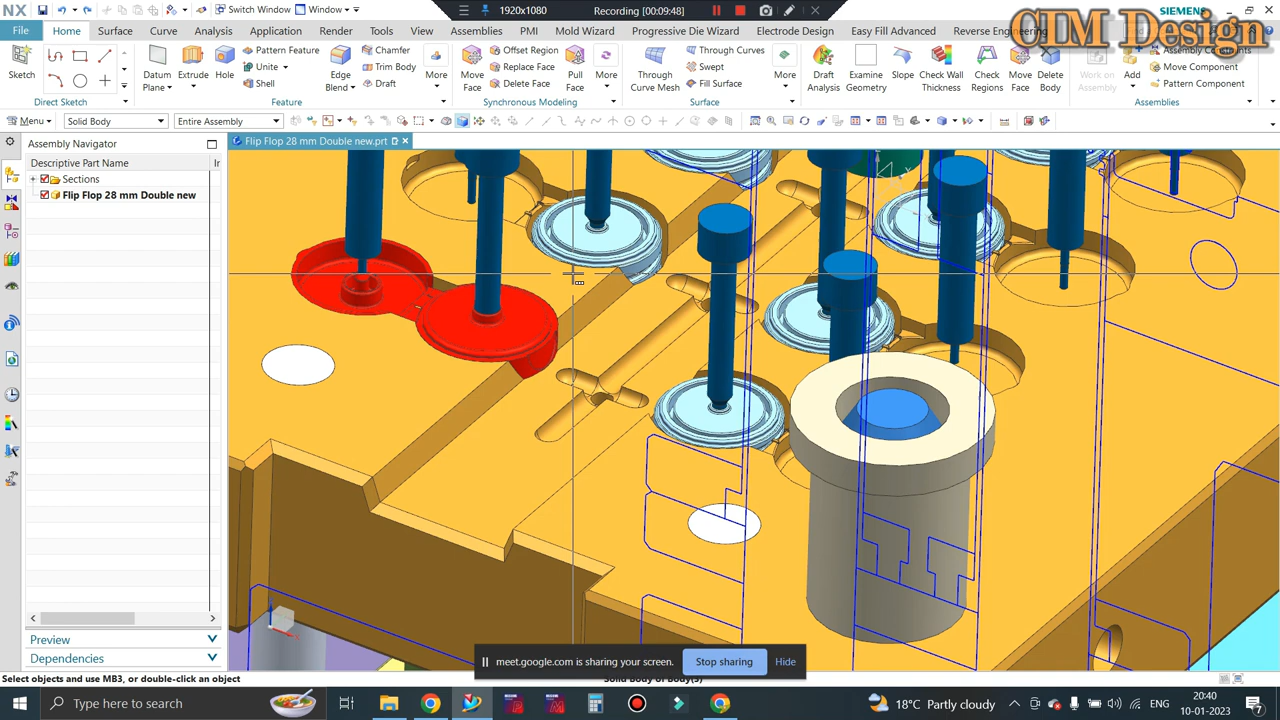 NX
Switch Window
Window
1920x1080
Recording [00:09:48]
SIEMENS
CIM Design
File
Home
Surface
Curve
Analysis
Application
Render
Tools
View
Assemblies
PMI
Mold Wizard
Progressive Die Wizard
Electrode Design
Easy Fill Advanced
Reverse Engineering
Sketch
Direct Sketch
Datum Plane
Extrude
Hole
Pattern Feature
Unite
Shell
Edge Blend
Chamfer
Trim Body
Draft
More
Feature
Move Face
Offset Region
Replace Face
Delete Face
Pull Face
More
Synchronous Modeling
Through Curve Mesh
Through Curves
Swept
Fill Surface
More
Surface
Draft Analysis
Examine Geometry
Slope
Check Wall Thickness
Check Regions
Move Face
Delete Body
Work on Assembly
Add
Assembly Constraints
Move Component
Pattern Component
Assemblies
Menu
Solid Body
Entire Assembly
Assembly Navigator
Flip Flop 28 mm Double new.prt
Descriptive Part Name
Ir
Sections
Flip Flop 28 mm Double new
Preview
Dependencies
meet.google.com is sharing your screen.
Stop sharing
Hide
Select objects and use MB3, or double-click an object
Type here to search
18°C Partly cloudy
ENG
20:40
10-01-2023
7